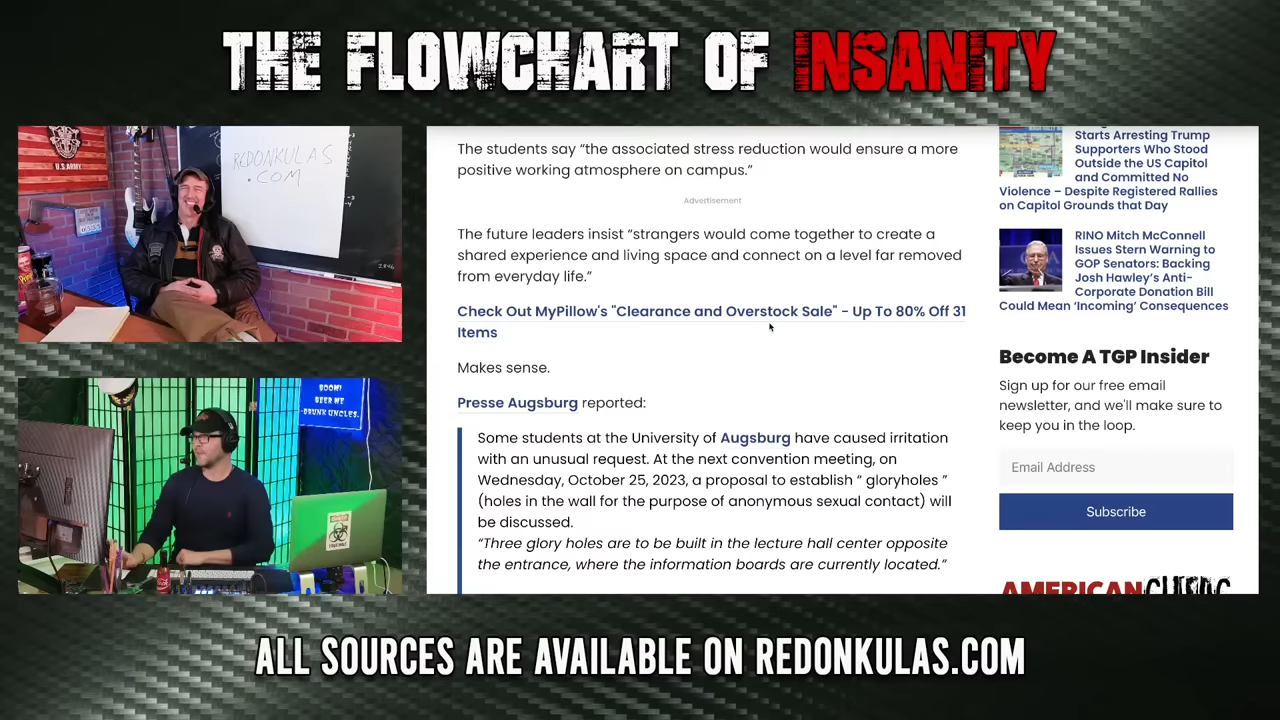 THE FLOWCHART OF INSANITY
U.S. ARMY
REDONKULAS
.COM
2846
BOOM!
BEER ME
-DRUNK UNCLES.
The students say “the associated stress reduction would ensure a more
positive working atmosphere on campus.”
Advertisement
The future leaders insist “strangers would come together to create a
shared experience and living space and connect on a level far removed
from everyday life.”
Check Out MyPillow's "Clearance and Overstock Sale" - Up To 80% Off 31
Items
Makes sense.
Presse Augsburg reported:
Some students at the University of Augsburg have caused irritation
with an unusual request. At the next convention meeting, on
Wednesday, October 25, 2023, a proposal to establish “ gloryholes ”
(holes in the wall for the purpose of anonymous sexual contact) will
be discussed.
“Three glory holes are to be built in the lecture hall center opposite
the entrance, where the information boards are currently located.”
Starts Arresting Trump
Supporters Who Stood
Outside the US Capitol
and Committed No
Violence – Despite Registered Rallies
on Capitol Grounds that Day
RINO Mitch McConnell
Issues Stern Warning to
GOP Senators: Backing
Josh Hawley’s Anti-
Corporate Donation Bill
Could Mean ‘Incoming’ Consequences
Become A TGP Insider
Sign up for our free email
newsletter, and we'll make sure to
keep you in the loop.
Email Address
Subscribe
AMERICAN
ALL SOURCES ARE AVAILABLE ON REDONKULAS.COM